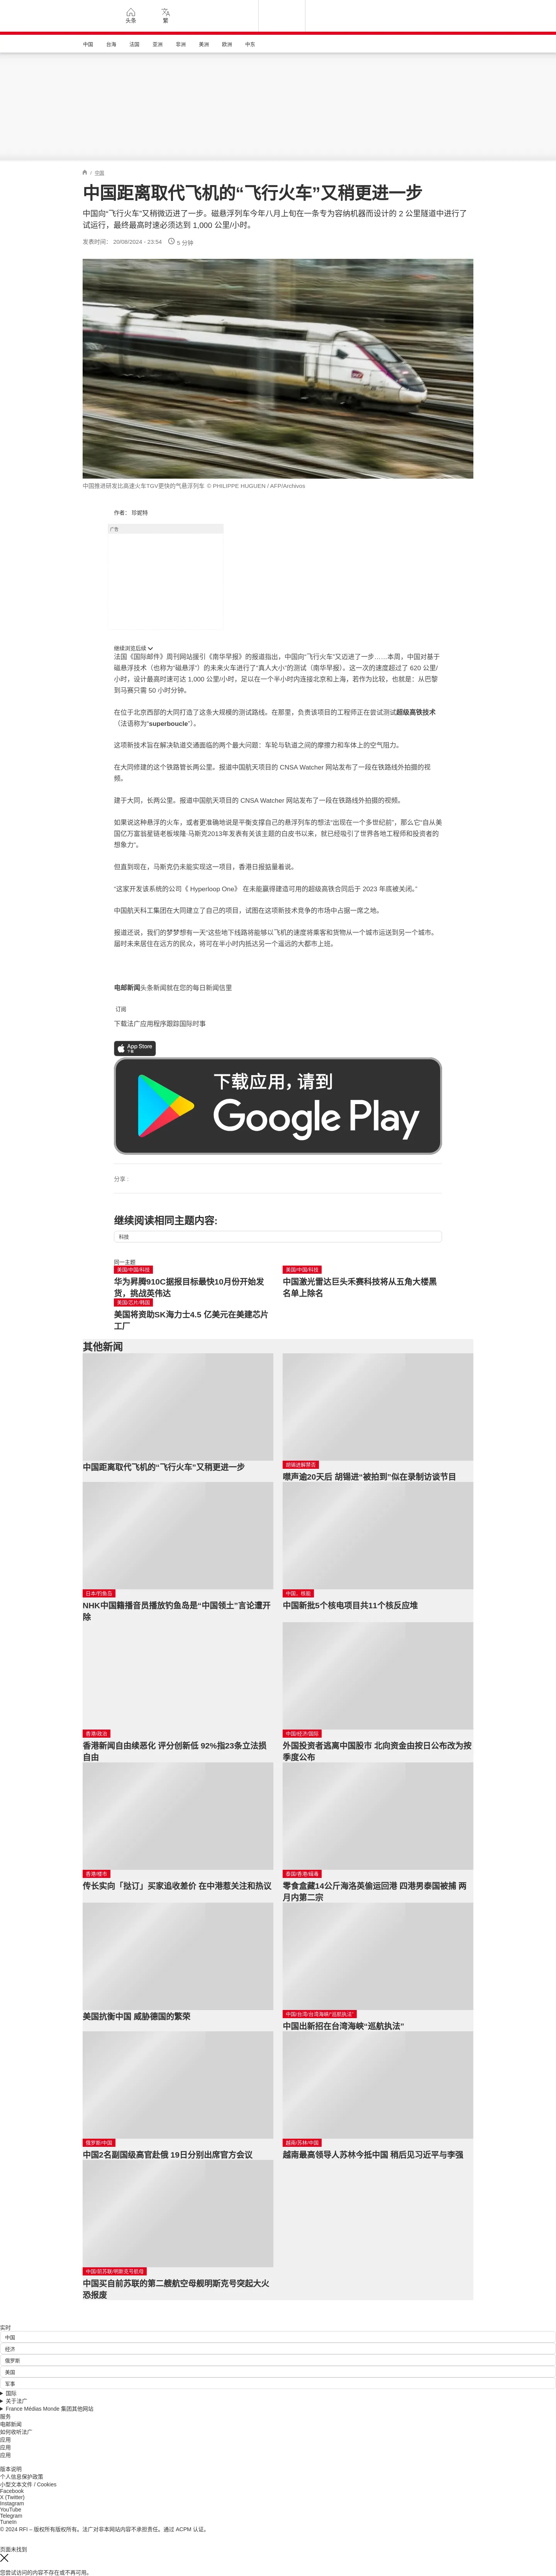 头条
繁
中国
台海
法国
亚洲
非洲
美洲
欧洲
中东
/ 中国
中国距离取代飞机的“飞行火车”又稍更进一步
中国向“飞行火车”又稍微迈进了一步。磁悬浮列车今年八月上旬在一条专为容纳机器而设计的 2 公里隧道中进行了
试运行，最终最高时速必须达到 1,000 公里/小时。
发表时间： 20/08/2024 - 23:54
5 分钟
中国推进研发比高速火车TGV更快的气悬浮列车 © PHILIPPE HUGUEN / AFP/Archivos
作者： 珍妮特
广告
继续浏览后续
法国《国际邮件》周刊网站援引《南华早报》的报道指出，中国向“飞行火车”又迈进了一步……本周，中国对基于
磁悬浮技术（也称为“磁悬浮”）的未来火车进行了“真人大小”的测试（南华早报）。这一次的速度超过了 620 公里/
小时，设计最高时速可达 1,000 公里/小时，足以在一个半小时内连接北京和上海，若作为比较，也就是：从巴黎
到马赛只需 50 小时分钟。
在位于北京西部的大同打造了这条大规模的测试路线。在那里，负责该项目的工程师正在尝试测试超级高铁技术
（法语称为“superboucle”）。
这项新技术旨在解决轨道交通面临的两个最大问题：车轮与轨道之间的摩擦力和车体上的空气阻力。
在大同修建的这个铁路管长两公里。报道中国航天项目的 CNSA Watcher 网站发布了一段在铁路线外拍摄的视
频。
建于大同，长两公里。报道中国航天项目的 CNSA Watcher 网站发布了一段在铁路线外拍摄的视频。
如果说这种悬浮的火车，或者更准确地说是平衡支撑自己的悬浮列车的想法“出现在一个多世纪前”，那么它“自从美
国亿万富翁星链老板埃隆·马斯克2013年发表有关该主题的白皮书以来，就已经吸引了世界各地工程师和投资者的
想象力”。
但直到现在，马斯克仍未能实现这一项目，香港日报掂量着说。
“这家开发该系统的公司《 Hyperloop One》 在未能赢得建造可用的超级高铁合同后于 2023 年底被关闭。”
中国航天科工集团在大同建立了自己的项目，试图在这项新技术竞争的市场中占据一席之地。
报道还说，我们的梦梦想有一天“这些地下线路将能够以飞机的速度将乘客和货物从一个城市运送到另一个城市。
届时未来居住在远方的民众，将可在半小时内抵达另一个遥远的大都市上班。
电邮新闻头条新闻就在您的每日新闻信里
订阅
下载法广应用程序跟踪国际时事
App Store
下载
下载应用，请到
Google Play
分享 :
继续阅读相同主题内容:
科技
同一主题
美国/中国/科技
华为昇腾910C据报目标最快10月份开始发
货，挑战英伟达
美国/中国/科技
中国激光雷达巨头禾赛科技将从五角大楼黑
名单上除名
美国/芯片/韩国
美国将资助SK海力士4.5 亿美元在美建芯片
工厂
其他新闻
中国距离取代飞机的“飞行火车”又稍更进一步
胡锡进解禁否
噤声逾20天后 胡锡进“被拍到”似在录制访谈节目
日本/钓鱼岛
NHK中国籍播音员播放钓鱼岛是“中国领土”言论遭开
除
中国、核能
中国新批5个核电项目共11个核反应堆
香港/政治
香港新闻自由续恶化 评分创新低 92%指23条立法损
自由
中国/经济/国际
外国投资者逃离中国股市 北向资金由按日公布改为按
季度公布
香港/楼市
传长实向「挞订」买家追收差价 在中港惹关注和热议
泰国/香港/缉毒
零食盒藏14公斤海洛英偷运回港 四港男泰国被捕 两
月内第二宗
美国抗衡中国 威胁德国的繁荣
中国/台湾/台湾海峡/“巡航执法”
中国出新招在台湾海峡“巡航执法”
俄罗斯/中国
中国2名副国级高官赴俄 19日分别出席官方会议
越南/苏林/中国
越南最高领导人苏林今抵中国 稍后见习近平与李强
中国/前苏联/明斯克号航母
中国买自前苏联的第二艘航空母舰明斯克号突起大火
恐报废
实时
中国
经济
俄罗斯
美国
军事
国际
关于法广
France Médias Monde 集团其他网站
服务
电邮新闻
如何收听法广
应用
应用
应用
版本说明
个人信息保护政策
小型文本文件 / Cookies
Facebook
X (Twitter)
Instagram
YouTube
Telegram
TuneIn
© 2024 RFI – 版权所有版权所有。法广对非本网站内容不承担责任。通过 ACPM 认证。
页面未找到
您尝试访问的内容不存在或不再可用。